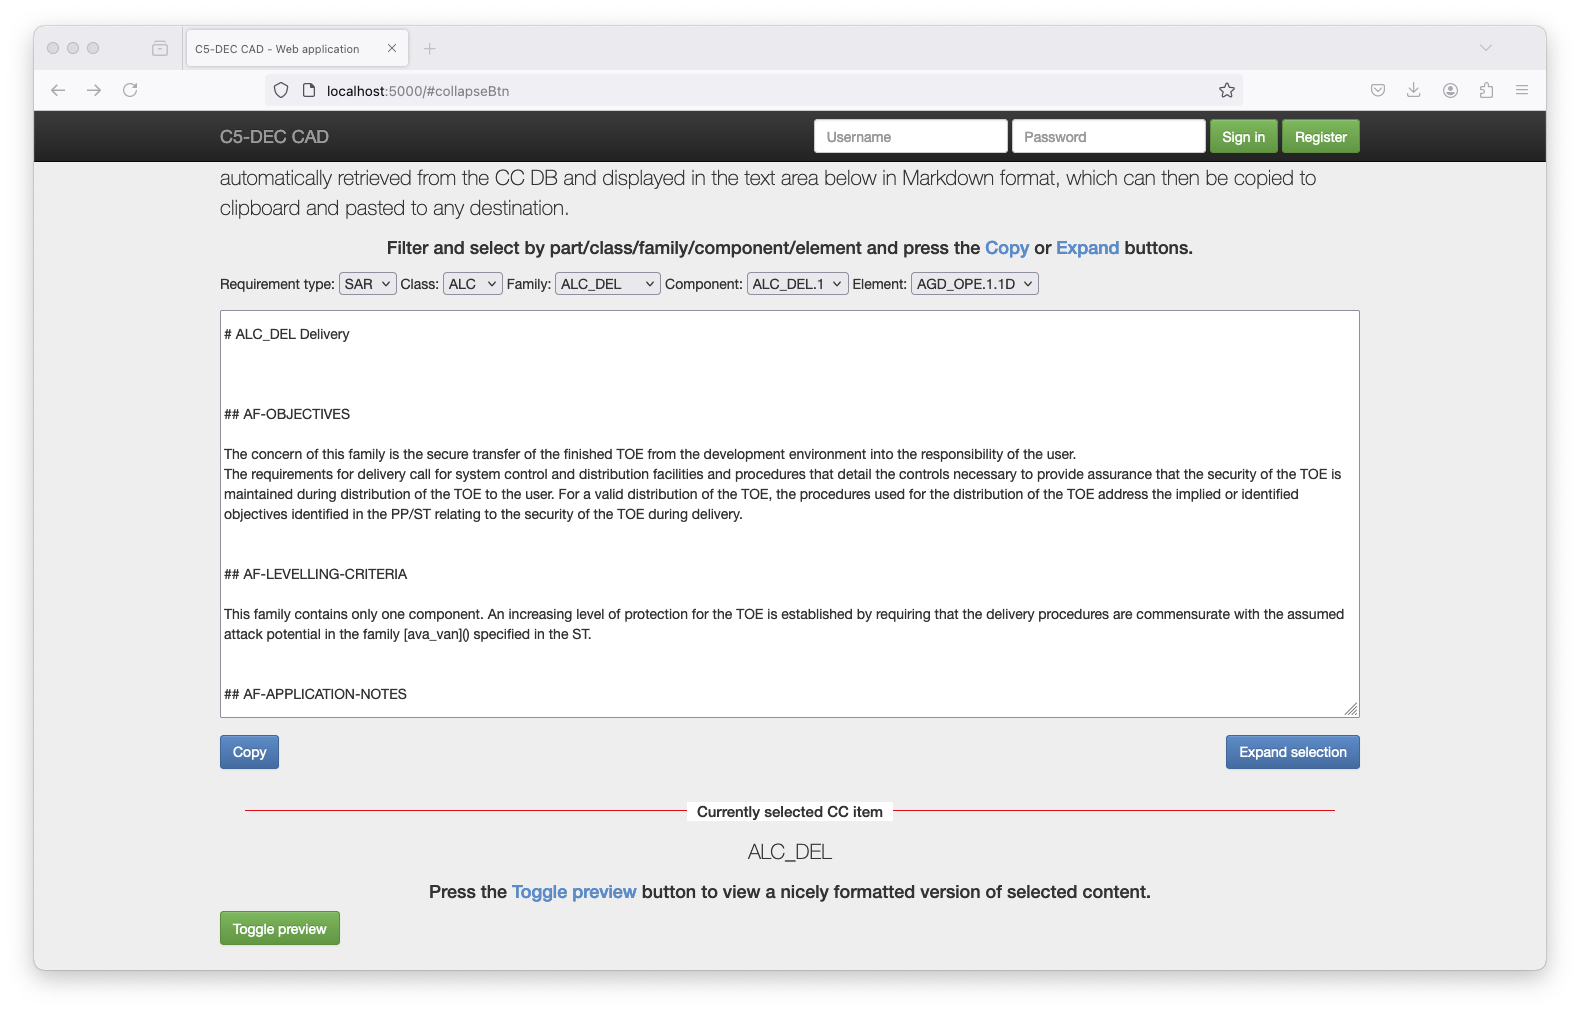 C5-DEC CAD - Web application
localhost:5000/#collapseBtn
C5-DEC CAD Username Password Sign in Register
automatically retrieved from the CC DB and displayed in the text area below in Markdown format, which can then be copied to
clipboard and pasted to any destination.
Filter and select by part/class/family/component/element and press the Copy or Expand buttons.
Requirement type: SAR Class: ALC Family: ALC_DEL Component: ALC_DEL.1 Element: AGD_OPE.1.1D
# ALC_DEL Delivery
## AF-OBJECTIVES
The concern of this family is the secure transfer of the finished TOE from the development environment into the responsibility of the user.
The requirements for delivery call for system control and distribution facilities and procedures that detail the controls necessary to provide assurance that the security of the TOE is
maintained during distribution of the TOE to the user. For a valid distribution of the TOE, the procedures used for the distribution of the TOE address the implied or identified
objectives identified in the PP/ST relating to the security of the TOE during delivery.
## AF-LEVELLING-CRITERIA
This family contains only one component. An increasing level of protection for the TOE is established by requiring that the delivery procedures are commensurate with the assumed
attack potential in the family [ava_van]() specified in the ST.
## AF-APPLICATION-NOTES
Copy Expand selection
Currently selected CC item
ALC_DEL
Press the Toggle preview button to view a nicely formatted version of selected content.
Toggle preview